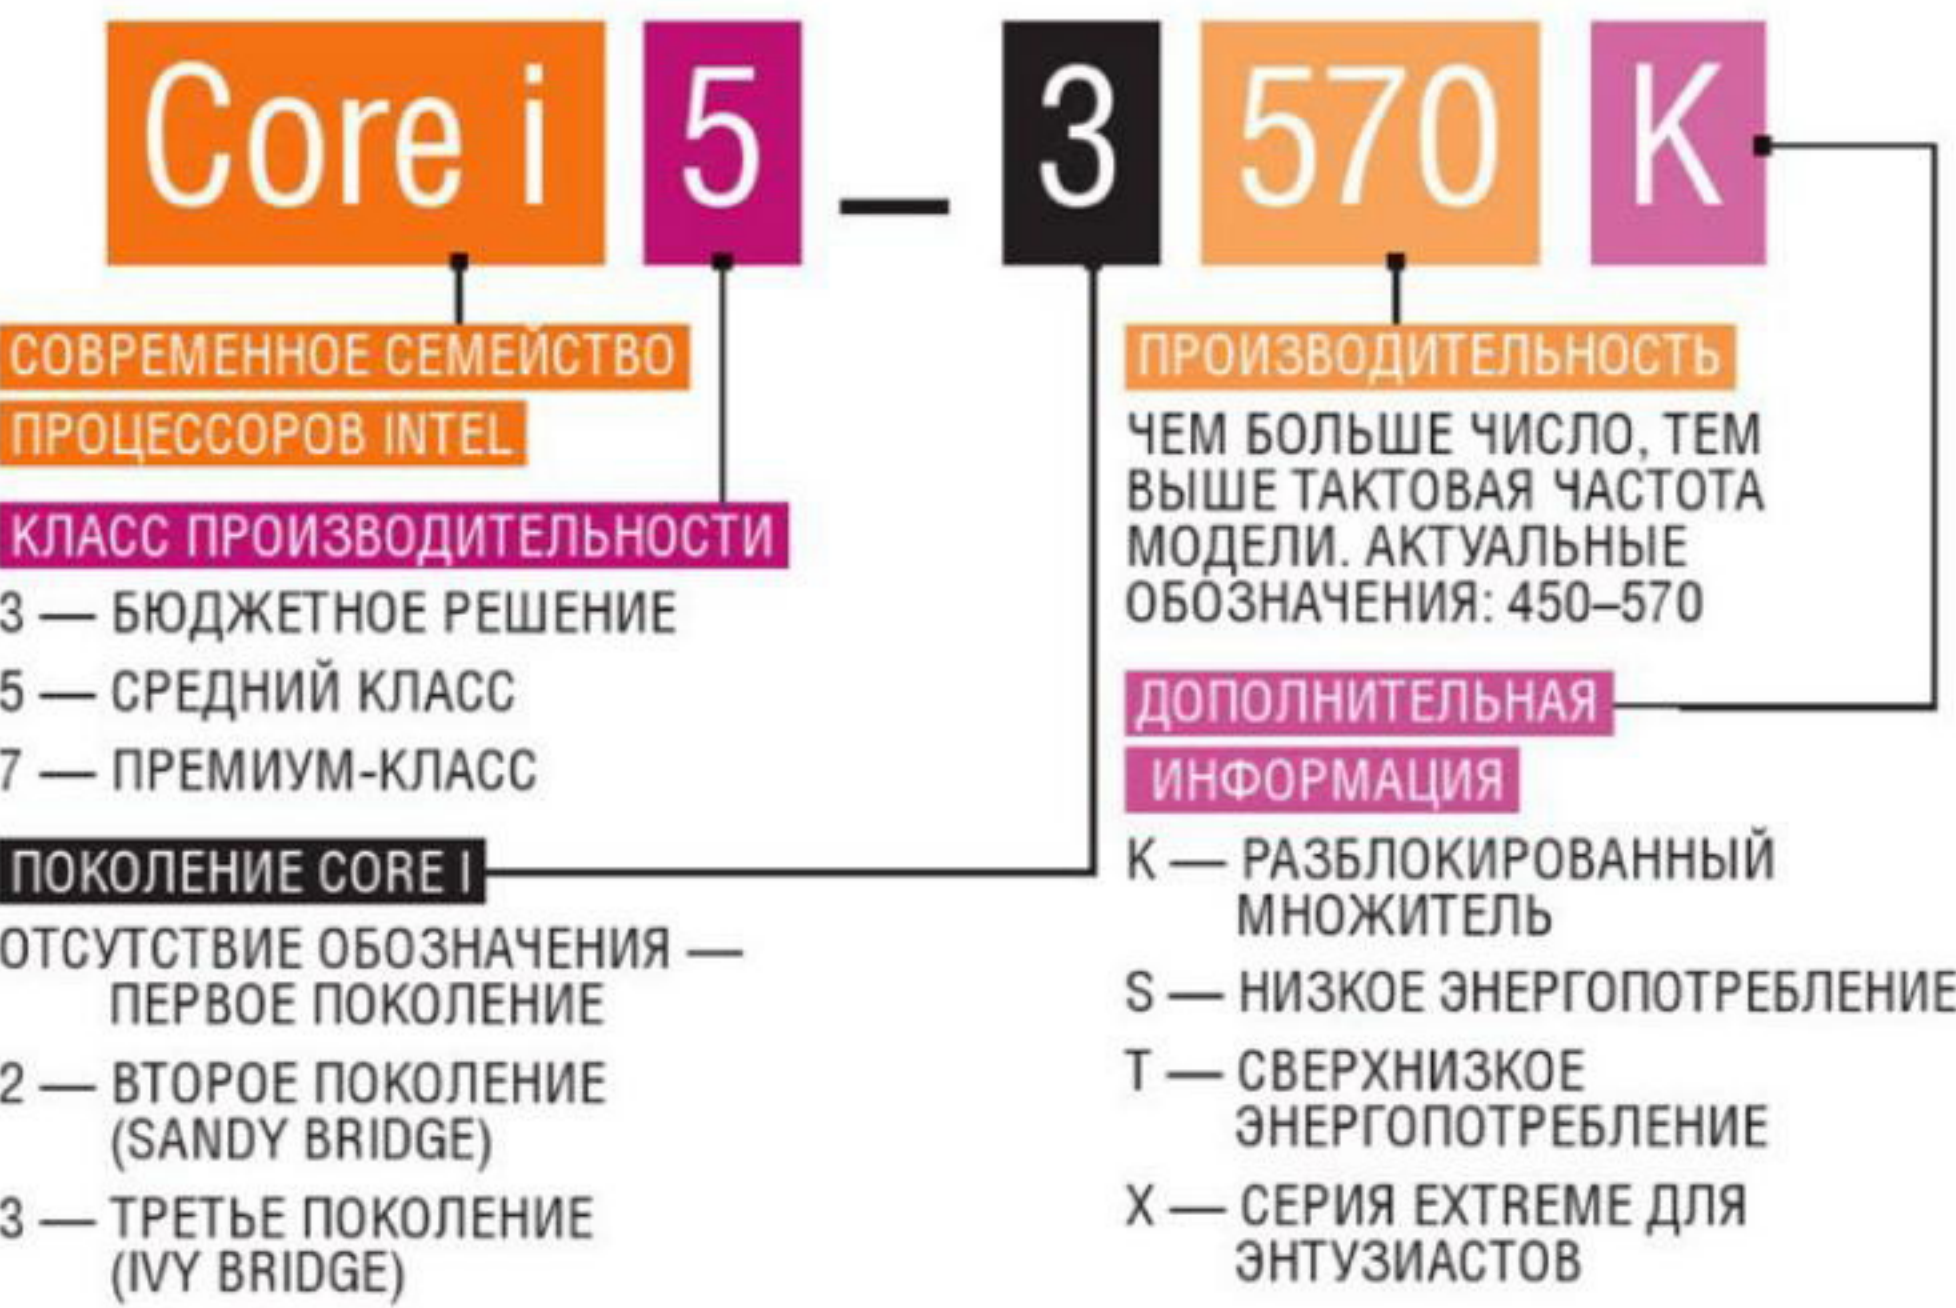 Core i 5 – 3 570 K
СОВРЕМЕННОЕ СЕМЕЙСТВО
ПРОЦЕССОРОВ INTEL
КЛАСС ПРОИЗВОДИТЕЛЬНОСТИ
3 — БЮДЖЕТНОЕ РЕШЕНИЕ
5 — СРЕДНИЙ КЛАСС
7 — ПРЕМИУМ-КЛАСС
ПОКОЛЕНИЕ CORE I
ОТСУТСТВИЕ ОБОЗНАЧЕНИЯ —
ПЕРВОЕ ПОКОЛЕНИЕ
2 — ВТОРОЕ ПОКОЛЕНИЕ
(SANDY BRIDGE)
3 — ТРЕТЬЕ ПОКОЛЕНИЕ
(IVY BRIDGE)
ПРОИЗВОДИТЕЛЬНОСТЬ
ЧЕМ БОЛЬШЕ ЧИСЛО, ТЕМ
ВЫШЕ ТАКТОВАЯ ЧАСТОТА
МОДЕЛИ. АКТУАЛЬНЫЕ
ОБОЗНАЧЕНИЯ: 450–570
ДОПОЛНИТЕЛЬНАЯ
ИНФОРМАЦИЯ
K — РАЗБЛОКИРОВАННЫЙ
МНОЖИТЕЛЬ
S — НИЗКОЕ ЭНЕРГОПОТРЕБЛЕНИЕ
T — СВЕРХНИЗКОЕ
ЭНЕРГОПОТРЕБЛЕНИЕ
X — СЕРИЯ EXTREME ДЛЯ
ЭНТУЗИАСТОВ